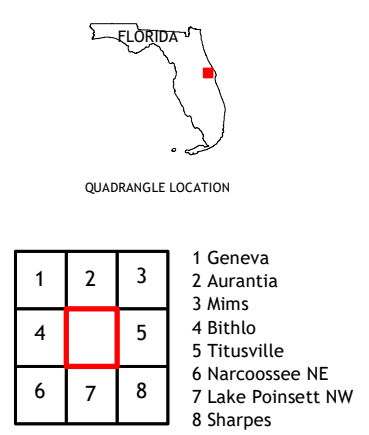 FLORIDA
QUADRANGLE LOCATION
1 2 3
4 5
6 7 8
1 Geneva
2 Aurantia
3 Mims
4 Bithlo
5 Titusville
6 Narcoossee NE
7 Lake Poinsett NW
8 Sharpes